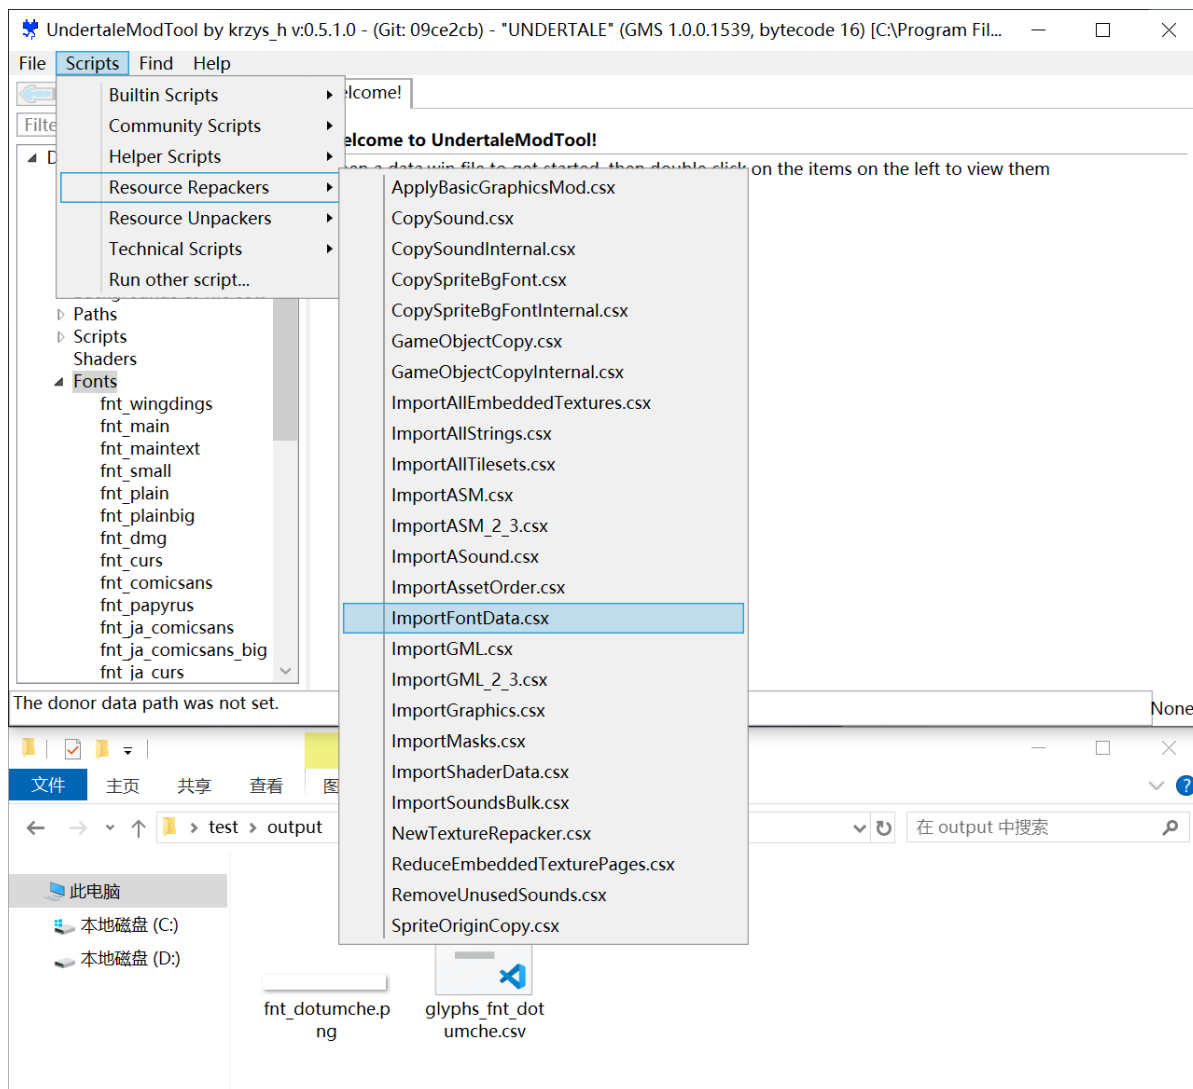 UndertaleModTool by krzys_h v:0.5.1.0 - (Git: 09ce2cb) - "UNDERTALE" (GMS 1.0.0.1539, bytecode 16) [C:\Program Fil...
File Scripts Find Help
Builtin Scripts
Community Scripts
Helper Scripts
Resource Repackers
Resource Unpackers
Technical Scripts
Run other script...
elcome!
elcome to UndertaleModTool!
on the items on the left to view them
ApplyBasicGraphicsMod.csx
CopySound.csx
CopySoundInternal.csx
CopySpriteBgFont.csx
CopySpriteBgFontInternal.csx
GameObjectCopy.csx
GameObjectCopyInternal.csx
ImportAllEmbeddedTextures.csx
ImportAllStrings.csx
ImportAllTilesets.csx
ImportASM.csx
ImportASM_2_3.csx
ImportASound.csx
ImportAssetOrder.csx
ImportFontData.csx
ImportGML.csx
ImportGML_2_3.csx
ImportGraphics.csx
ImportMasks.csx
ImportShaderData.csx
ImportSoundsBulk.csx
NewTextureRepacker.csx
ReduceEmbeddedTexturePages.csx
RemoveUnusedSounds.csx
SpriteOriginCopy.csx
Filte
D
Paths
Scripts
Shaders
Fonts
fnt_wingdings
fnt_main
fnt_maintext
fnt_small
fnt_plain
fnt_plainbig
fnt_dmg
fnt_curs
fnt_comicsans
fnt_papyrus
fnt_ja_comicsans
fnt_ja_comicsans_big
fnt_ja_curs
The donor data path was not set.
None
文件 主页 共享 查看 图
test > output
在 output 中搜索
此电脑
本地磁盘 (C:)
本地磁盘 (D:)
fnt_dotumche.p
ng
glyphs_fnt_dot
umche.csv